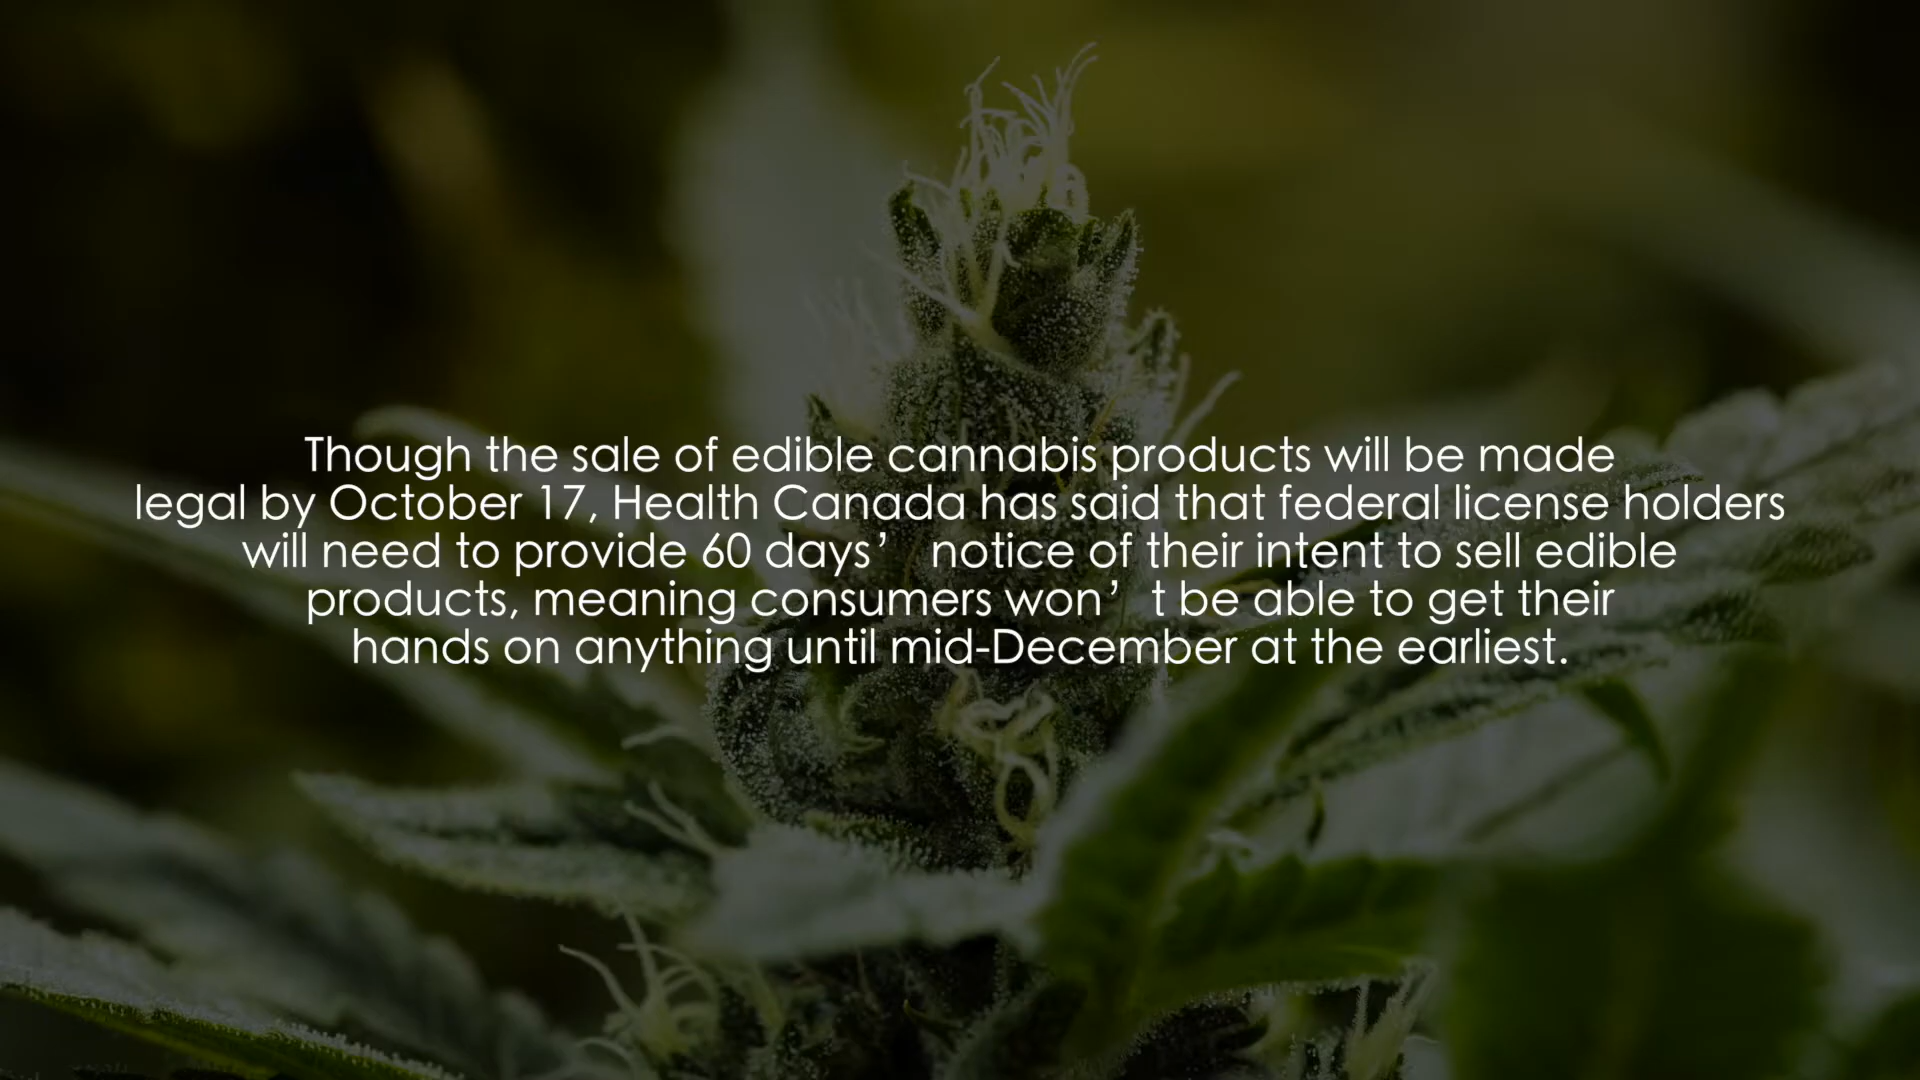 Though the sale of edible cannabis products will be made
legal by October 17, Health Canada has said that federal license holders
will need to provide 60 days’ notice of their intent to sell edible
products, meaning consumers won’t be able to get their
hands on anything until mid-December at the earliest.